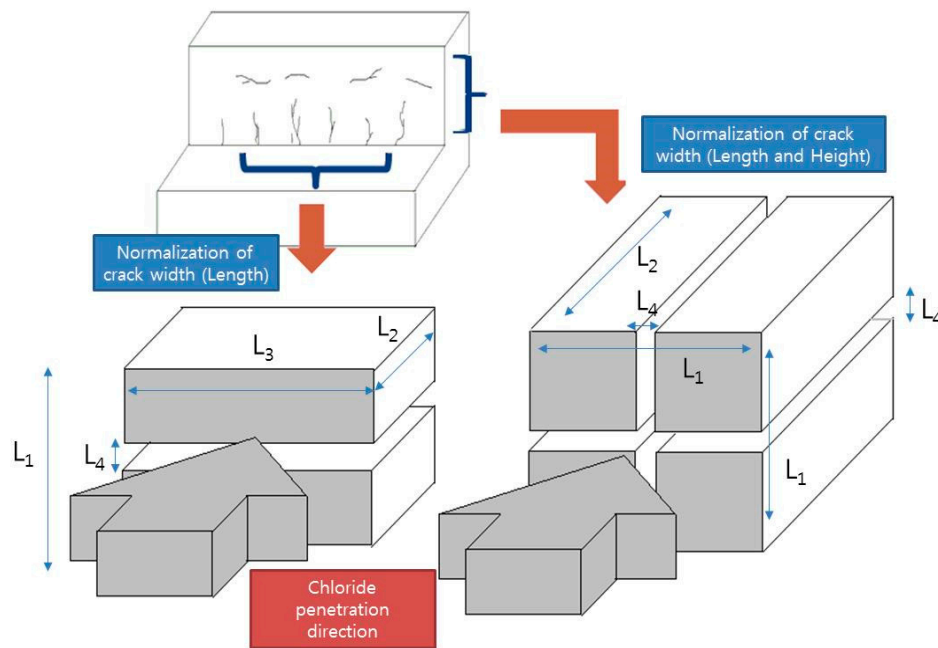 Normalization of crack
width (Length and Height)
Normalization of
crack width (Length)
L2
L4
L4
L1
L1
L3
L2
L1
L4
Chloride
penetration
direction